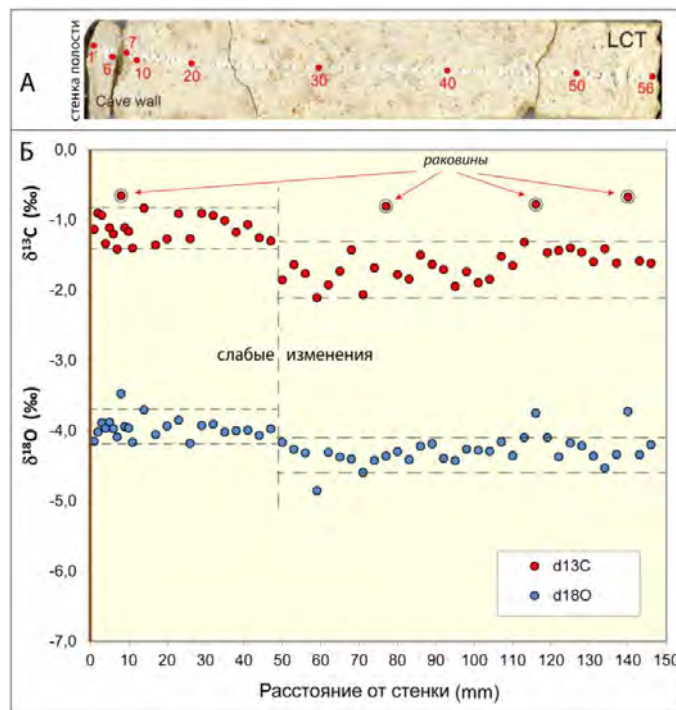 А
стенка полости
1
6
7
10
20
30
40
50
56
Cave wall
LCT
Б
раковины
слабые изменения
δ¹³C (‰)
δ¹⁸O (‰)
0,0
-1,0
-2,0
-3,0
-4,0
-5,0
-6,0
-7,0
d13C
d18O
0 10 20 30 40 50 60 70 80 90 100 110 120 130 140 150
Расстояние от стенки (mm)